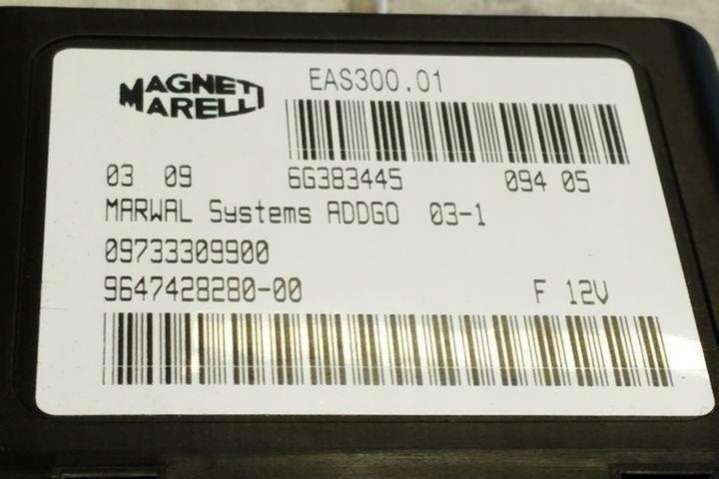 MAGNETI
MARELLI
EAS300.01
03 09 6G383445 094 05
MARWAL Systems ADDGO 03-1
09733309900
9647428280-00 F 12V